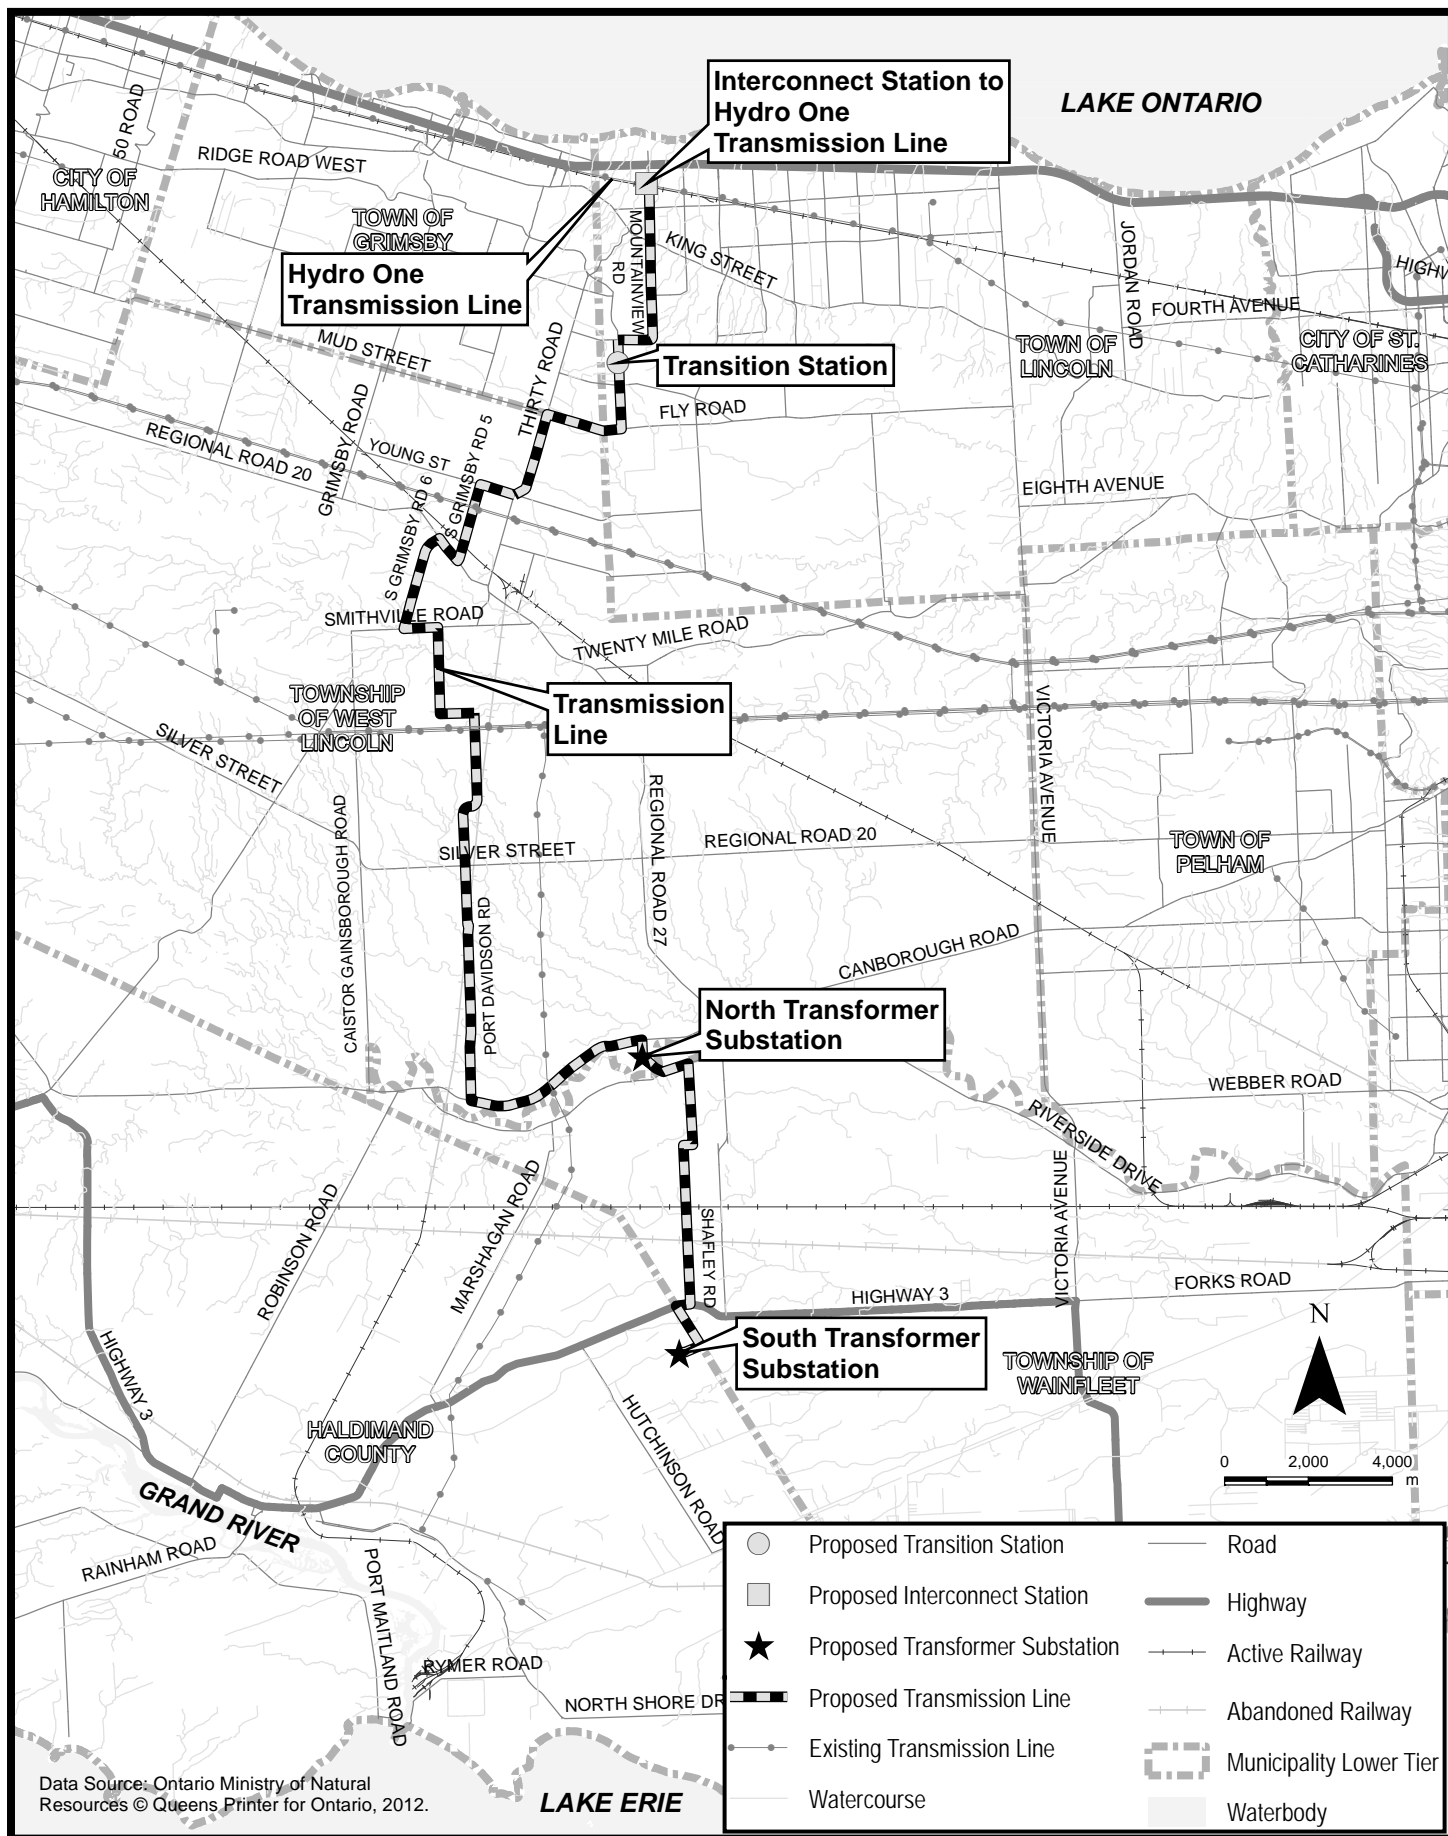 Interconnect Station to
Hydro One
Transmission Line
LAKE ONTARIO
50 ROAD
RIDGE ROAD WEST
CITY OF
HAMILTON
TOWN OF
GRIMSBY
MOUNTAINVIEW
RD
KING STREET
JORDAN ROAD
HIGHW
Hydro One
Transmission Line
FOURTH AVENUE
MUD STREET
THIRTY ROAD
Transition Station
TOWN OF
LINCOLN
CITY OF ST.
CATHARINES
GRIMSBY ROAD
FLY ROAD
REGIONAL ROAD 20
YOUNG ST
S GRIMSBY RD 5
S GRIMSBY RD 6
EIGHTH AVENUE
SMITHVILLE ROAD
TWENTY MILE ROAD
TOWNSHIP
OF WEST
LINCOLN
Transmission
Line
VICTORIA AVENUE
SILVER STREET
REGIONAL ROAD 27
CAISTOR GAINSBOROUGH ROAD
SILVER STREET
REGIONAL ROAD 20
TOWN OF
PELHAM
PORT DAVIDSON RD
CANBOROUGH ROAD
North Transformer
Substation
WEBBER ROAD
RIVERSIDE DRIVE
ROBINSON ROAD
MARSHAGAN ROAD
SHAFLEY RD
VICTORIA AVENUE
FORKS ROAD
HIGHWAY 3
N
HIGHWAY 3
South Transformer
Substation
TOWNSHIP OF
WAINFLEET
HALDIMAND
COUNTY
HUTCHINSON ROAD
0 2,000 4,000
m
GRAND RIVER
RAINHAM ROAD
PORT MAITLAND ROAD
RYMER ROAD
NORTH SHORE DR
Proposed Transition Station
Proposed Interconnect Station
Proposed Transformer Substation
Proposed Transmission Line
Existing Transmission Line
Watercourse
Road
Highway
Active Railway
Abandoned Railway
Municipality Lower Tier
Waterbody
Data Source: Ontario Ministry of Natural
Resources © Queens Printer for Ontario, 2012.
LAKE ERIE